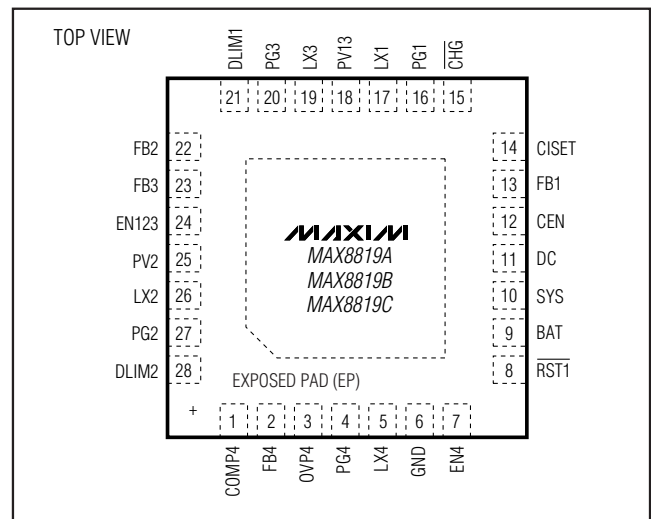 TOP VIEW
DLIM1 PG3 LX3 PV13 LX1 PG1 CHG
21 20 19 18 17 16 15
FB2 22
FB3 23
EN123 24
PV2 25
LX2 26
PG2 27
DLIM2 28
MAXIM
MAX8819A
MAX8819B
MAX8819C
14 CISET
13 FB1
12 CEN
11 DC
10 SYS
9 BAT
8 RST1
EXPOSED PAD (EP)
+
1 2 3 4 5 6 7
COMP4 FB4 OVP4 PG4 LX4 GND EN4